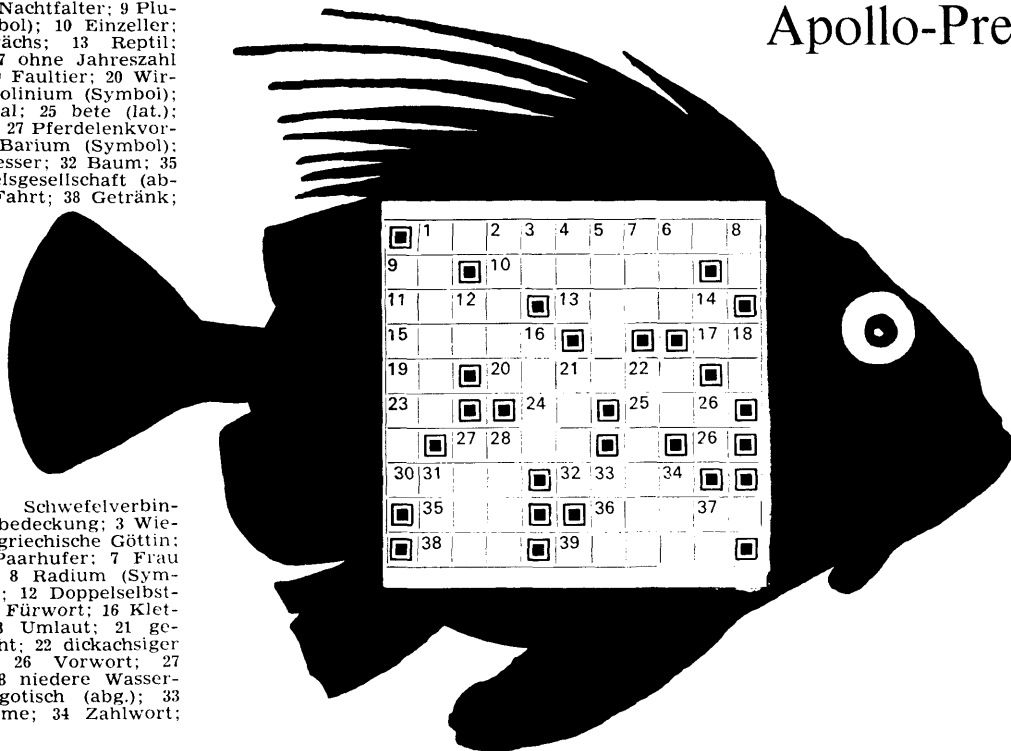 Nachtfalter; 9 Plu-
bol); 10 Einzeller;
rächs; 13 Reptil;
7 ohne Jahreszahl
Faultier; 20 Wir-
olinium (Symbol);
al; 25 bete (lat.);
27 Pferdelenkvor-
Barium (Symbol);
esser; 32 Baum; 35
elsgesellschaft (ab-
Fahrt; 38 Getränk;
Apollo-Pre
1 2 3 4 5 7 6 8
9 10
11 12 13 14
15 16 17 18
19 20 21 22
23 24 25 26
27 28 26
30 31 32 33 34
35 36 37
38 39
Schwefelverbin-
bedeckung; 3 Wie-
griechische Göttin;
Paarhufer; 7 Frau
8 Radium (Sym-
; 12 Doppelselbst-
Fürwort; 16 Klet-
Umlaut; 21 ge-
ht; 22 dickachsiger
26 Vorwort; 27
8 niedere Wasser-
gotisch (abg.); 33
me; 34 Zahlwort;